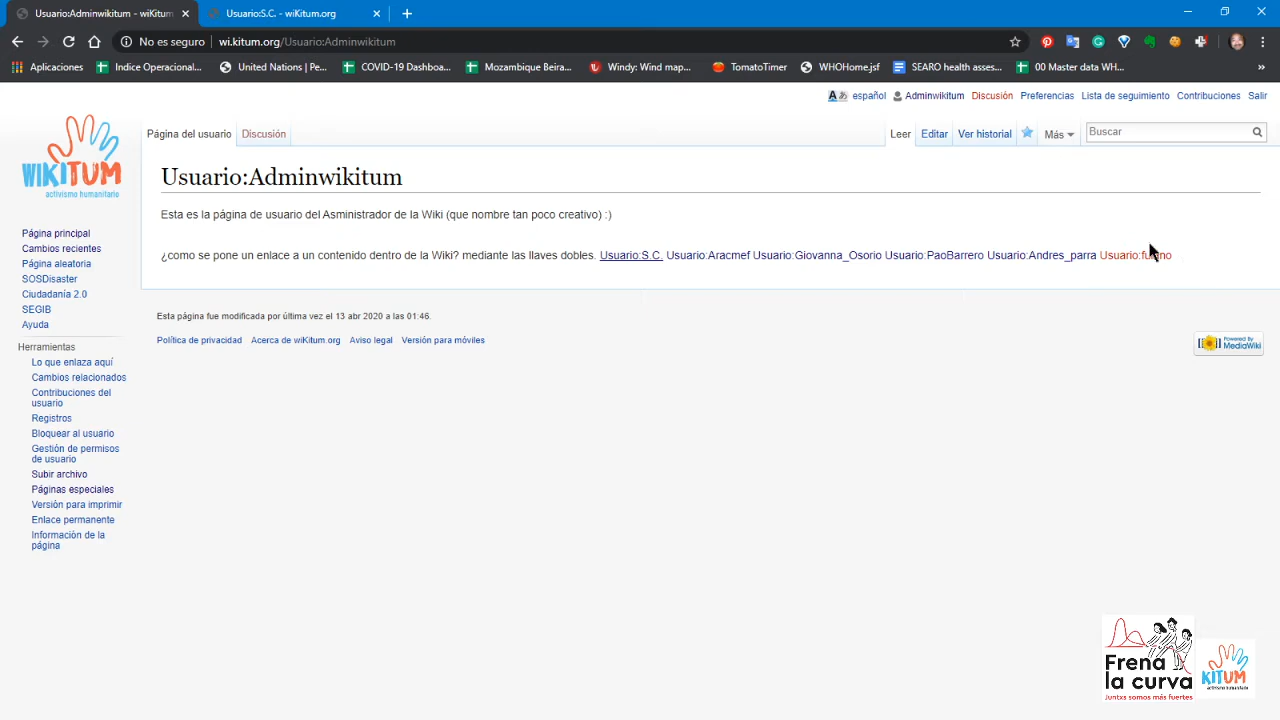 Usuario:Adminwikitum - wikitum
Usuario:S.C. - wiKitum.org
No es seguro
wi.kitum.org/Usuario:Adminwikitum
Aplicaciones
Indice Operacional...
United Nations | Pe...
COVID-19 Dashboa...
Mozambique Beira...
Windy: Wind map...
TomatoTimer
WHOHome.jsf
SEARO health asses...
00 Master data WH...
»
español
Adminwikitum
Discusión
Preferencias
Lista de seguimiento
Contribuciones
Salir
Página del usuario
Discusión
Leer
Editar
Ver historial
Más
Buscar
WIKITUM
activismo humanitario
Usuario:Adminwikitum
Esta es la página de usuario del Asministrador de la Wiki (que nombre tan poco creativo) :)
¿como se pone un enlace a un contenido dentro de la Wiki? mediante las llaves dobles. Usuario:S.C. Usuario:Aracmef Usuario:Giovanna_Osorio Usuario:PaoBarrero Usuario:Andres_parra
Página principal
Cambios recientes
Página aleatoria
SOSDisaster
Ciudadanía 2.0
SEGIB
Ayuda
Herramientas
Lo que enlaza aquí
Cambios relacionados
Contribuciones del
usuario
Registros
Bloquear al usuario
Gestión de permisos
de usuario
Subir archivo
Páginas especiales
Versión para imprimir
Enlace permanente
Información de la
página
Esta página fue modificada por última vez el 13 abr 2020 a las 01:46.
Política de privacidad
Acerca de wiKitum.org
Aviso legal
Versión para móviles
Powered By
MediaWiki
Frena
la curva
Juntxs somos más fuertes
KITUM
activismo humanitario